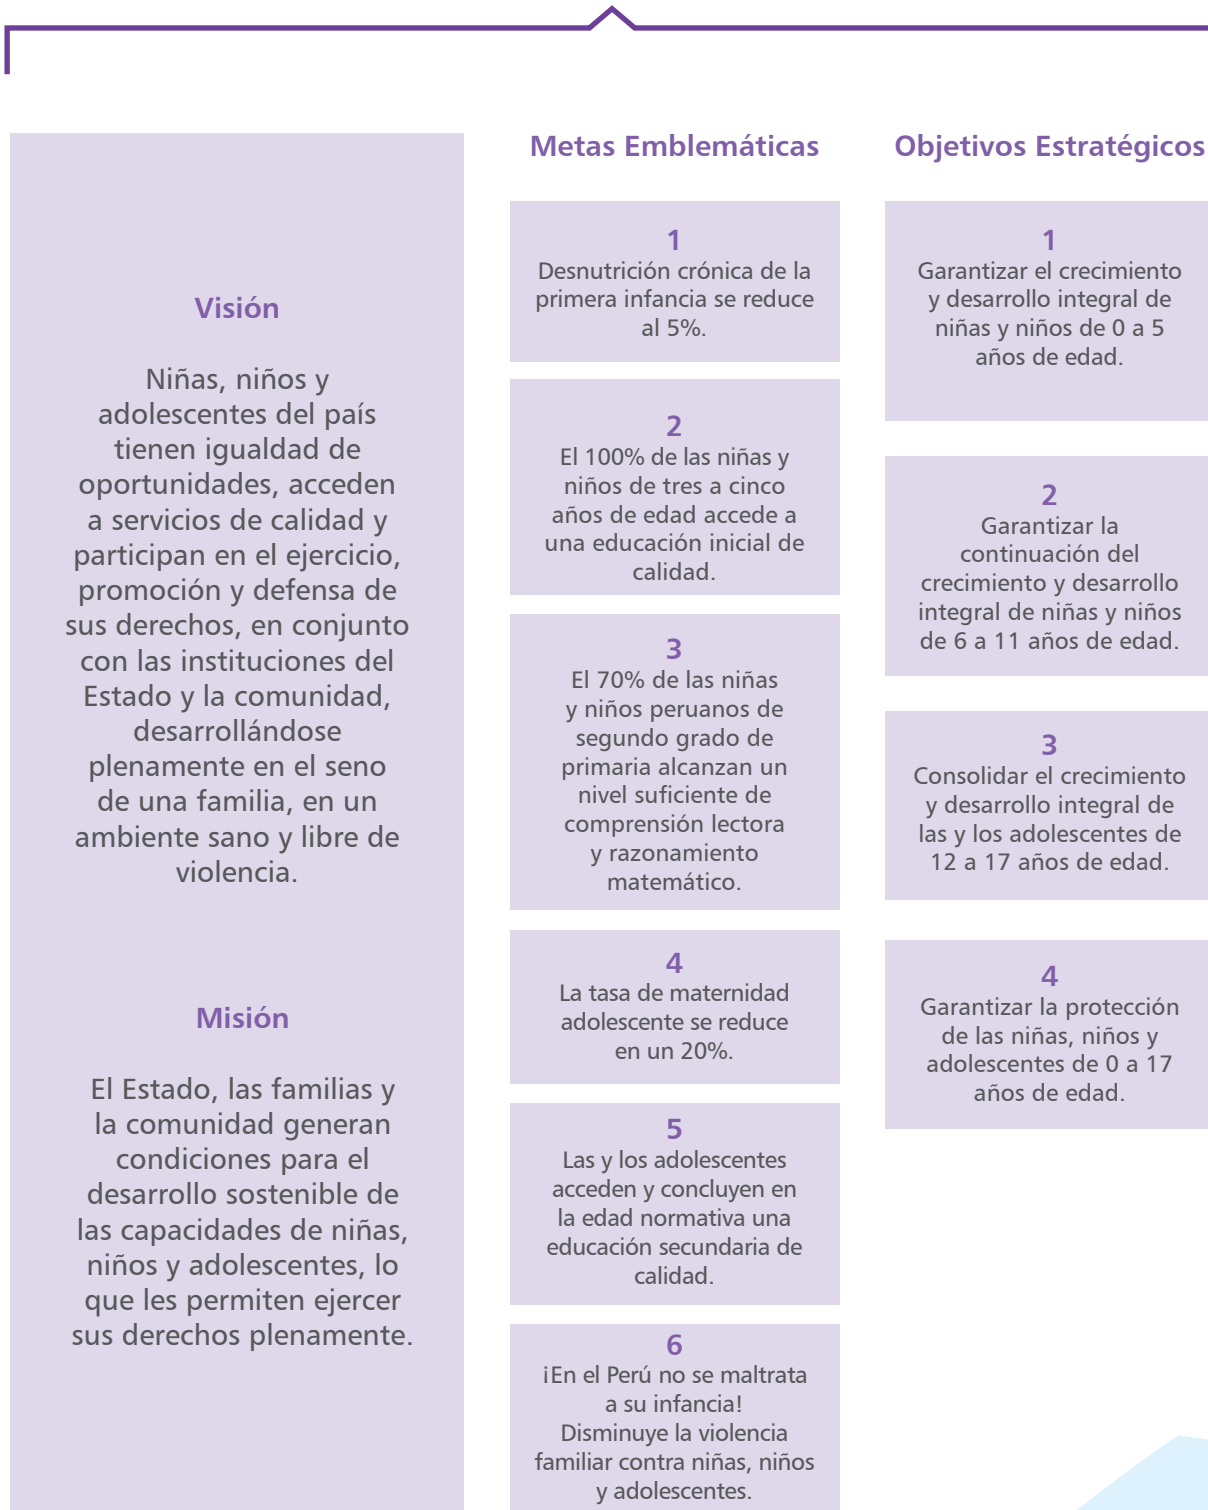 Visión
Niñas, niños y
adolescentes del país
tienen igualdad de
oportunidades, acceden
a servicios de calidad y
participan en el ejercicio,
promoción y defensa de
sus derechos, en conjunto
con las instituciones del
Estado y la comunidad,
desarrollándose
plenamente en el seno
de una familia, en un
ambiente sano y libre de
violencia.
Misión
El Estado, las familias y
la comunidad generan
condiciones para el
desarrollo sostenible de
las capacidades de niñas,
niños y adolescentes, lo
que les permiten ejercer
sus derechos plenamente.
Metas Emblemáticas
1
Desnutrición crónica de la
primera infancia se reduce
al 5%.
2
El 100% de las niñas y
niños de tres a cinco
años de edad accede a
una educación inicial de
calidad.
3
El 70% de las niñas
y niños peruanos de
segundo grado de
primaria alcanzan un
nivel suficiente de
comprensión lectora
y razonamiento
matemático.
4
La tasa de maternidad
adolescente se reduce
en un 20%.
5
Las y los adolescentes
acceden y concluyen en
la edad normativa una
educación secundaria de
calidad.
6
¡En el Perú no se maltrata
a su infancia!
Disminuye la violencia
familiar contra niñas, niños
y adolescentes.
Objetivos Estratégicos
1
Garantizar el crecimiento
y desarrollo integral de
niñas y niños de 0 a 5
años de edad.
2
Garantizar la
continuación del
crecimiento y desarrollo
integral de niñas y niños
de 6 a 11 años de edad.
3
Consolidar el crecimiento
y desarrollo integral de
las y los adolescentes de
12 a 17 años de edad.
4
Garantizar la protección
de las niñas, niños y
adolescentes de 0 a 17
años de edad.